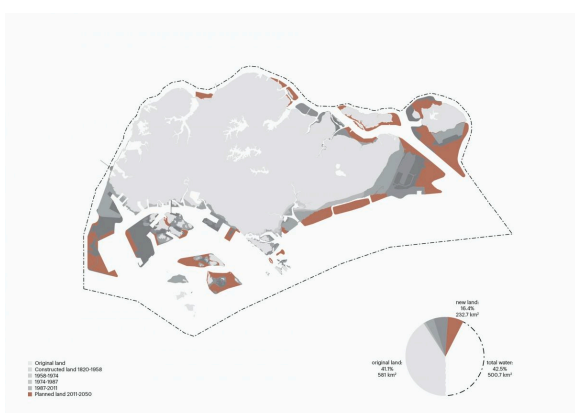 new land:
16.4%
232.7 km²
original land:
41.1%
561 km²
total water:
42.5%
500.7 km²
Original land
Constructed land 1820-1958
1958-1974
1974-1987
1987-2011
Planned land 2011-2050